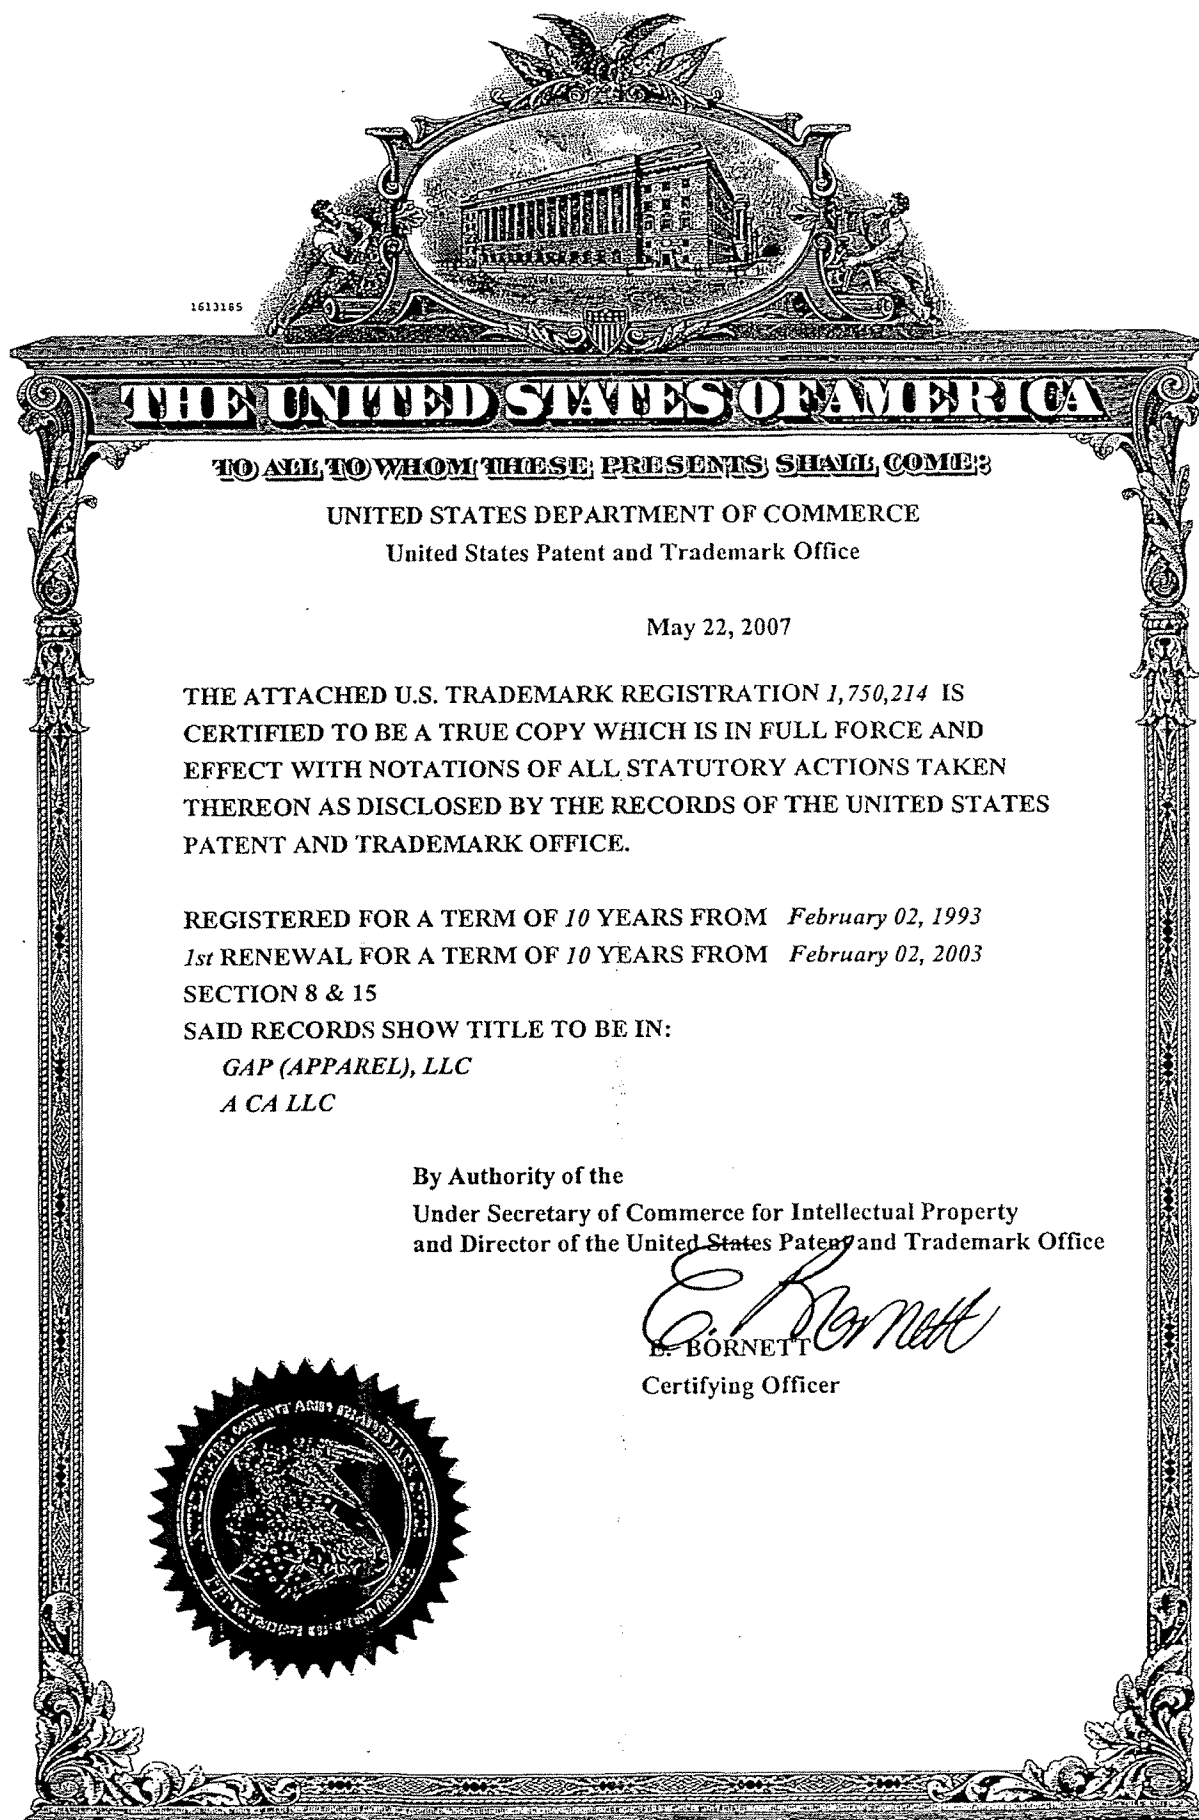 1613165
THE UNITED STATES OF AMERICA
TO ALL TO WHOM THESE PRESENTS SHALL COME:
UNITED STATES DEPARTMENT OF COMMERCE
United States Patent and Trademark Office
May 22, 2007
THE ATTACHED U.S. TRADEMARK REGISTRATION 1,750,214 IS
CERTIFIED TO BE A TRUE COPY WHICH IS IN FULL FORCE AND
EFFECT WITH NOTATIONS OF ALL STATUTORY ACTIONS TAKEN
THEREON AS DISCLOSED BY THE RECORDS OF THE UNITED STATES
PATENT AND TRADEMARK OFFICE.
REGISTERED FOR A TERM OF 10 YEARS FROM February 02, 1993
1st RENEWAL FOR A TERM OF 10 YEARS FROM February 02, 2003
SECTION 8 & 15
SAID RECORDS SHOW TITLE TO BE IN:
GAP (APPAREL), LLC
A CA LLC
By Authority of the
Under Secretary of Commerce for Intellectual Property
and Director of the United States Patent and Trademark Office
E. Bornett
E. BORNETT
Certifying Officer